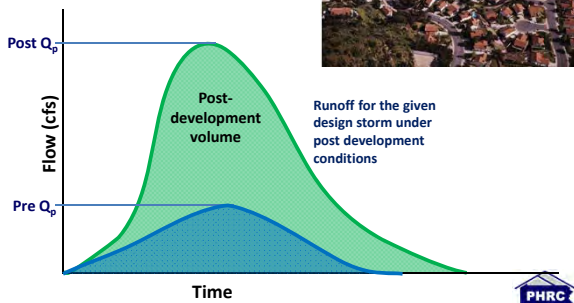 Post Qp
Flow (cfs)
Post-
development
volume
Runoff for the given
design storm under
post development
conditions
Pre Qp
Time
PHRC